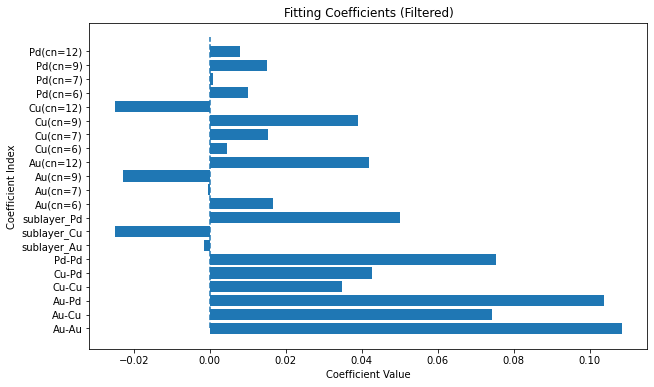 Fitting Coefficients (Filtered)
Coefficient Index
Pd(cn=12)
Pd(cn=9)
Pd(cn=7)
Pd(cn=6)
Cu(cn=12)
Cu(cn=9)
Cu(cn=7)
Cu(cn=6)
Au(cn=12)
Au(cn=9)
Au(cn=7)
Au(cn=6)
sublayer_Pd
sublayer_Cu
sublayer_Au
Pd-Pd
Cu-Pd
Cu-Cu
Au-Pd
Au-Cu
Au-Au
−0.02 0.00 0.02 0.04 0.06 0.08 0.10
Coefficient Value